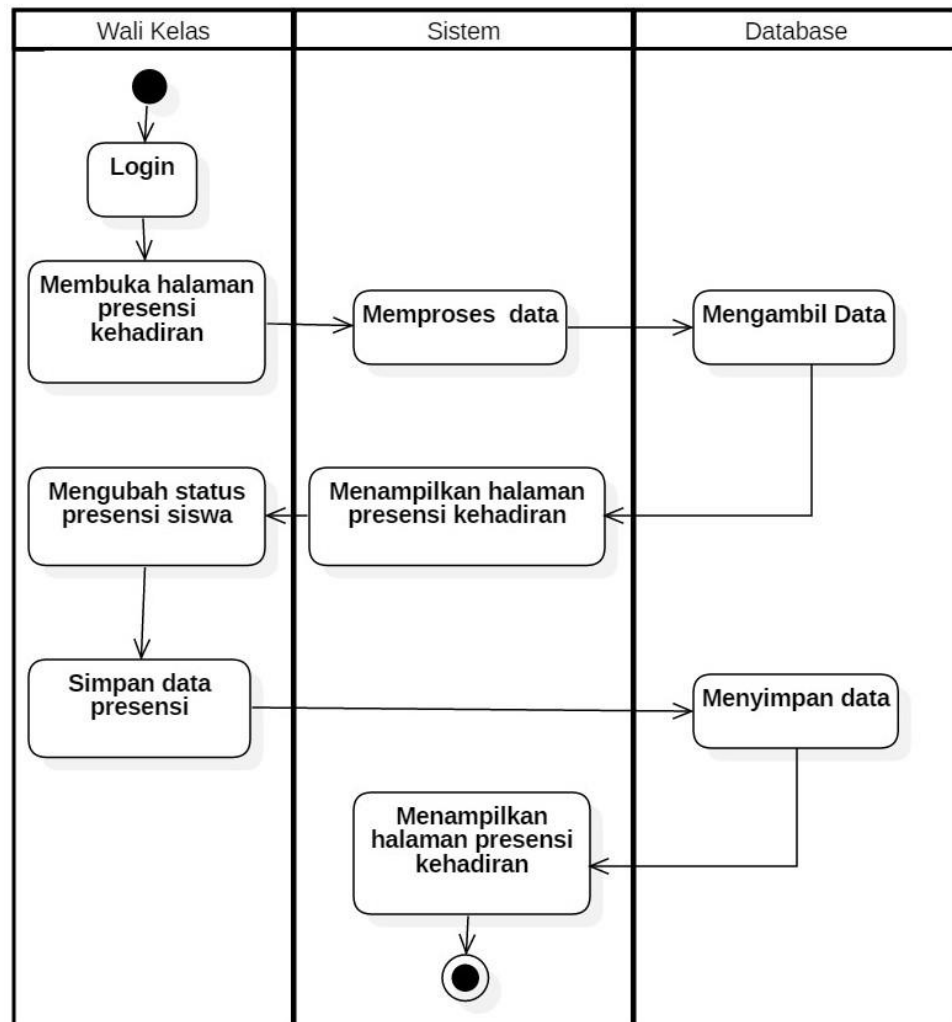 Wali Kelas
Sistem
Database
Login
Membuka halaman
presensi
kehadiran
Memproses  data
Mengambil Data
Mengubah status
presensi siswa
Menampilkan halaman
presensi kehadiran
Simpan data
presensi
Menyimpan data
Menampilkan
halaman presensi
kehadiran